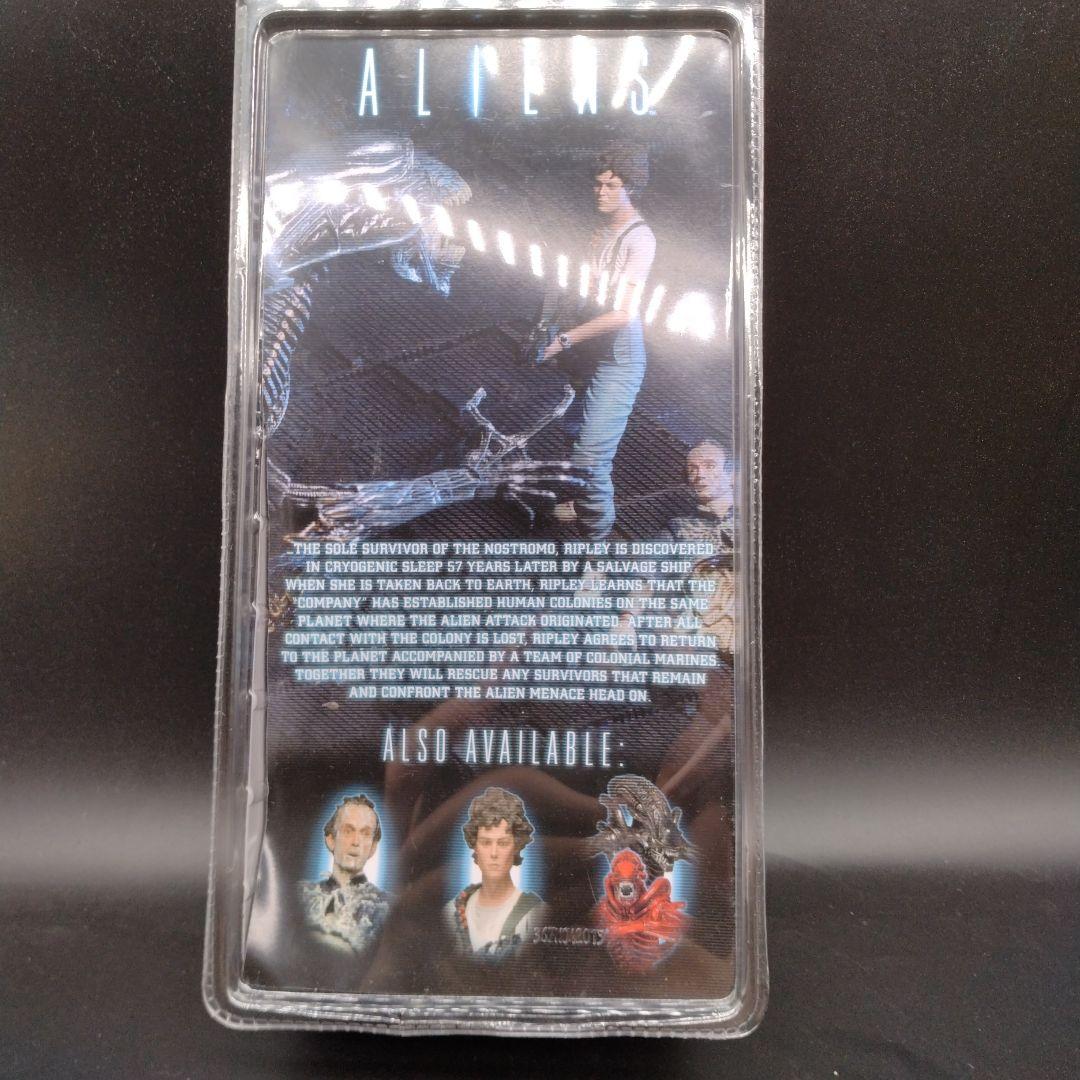 ALIENS
THE SOLE SURVIVOR OF THE NOSTROMO, RIPLEY IS DISCOVERED
IN CRYOGENIC SLEEP 57 YEARS LATER BY A SALVAGE SHIP.
WHEN SHE IS TAKEN BACK TO EARTH, RIPLEY LEARNS THAT THE
"COMPANY" HAS ESTABLISHED HUMAN COLONIES ON THE SAME
PLANET WHERE THE ALIEN ATTACK ORIGINATED. AFTER ALL
CONTACT WITH THE COLONY IS LOST, RIPLEY AGREES TO RETURN
TO THE PLANET ACCOMPANIED BY A TEAM OF COLONIAL MARINES.
TOGETHER THEY WILL RESCUE ANY SURVIVORS THAT REMAIN
AND CONFRONT THE ALIEN MENACE HEAD ON.
ALSO AVAILABLE: